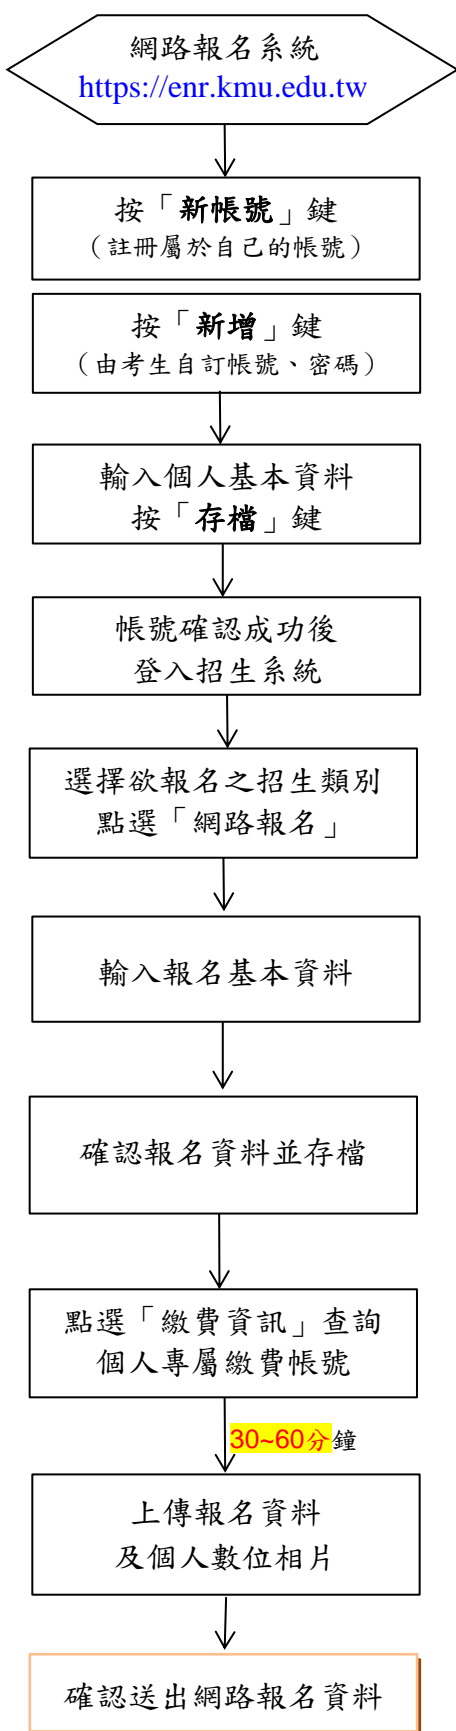 網路報名系統
https://enr.kmu.edu.tw
按「新帳號」鍵
（註冊屬於自己的帳號）
按「新增」鍵
（由考生自訂帳號、密碼）
輸入個人基本資料
按「存檔」鍵
帳號確認成功後
登入招生系統
選擇欲報名之招生類別
點選「網路報名」
輸入報名基本資料
確認報名資料並存檔
點選「繳費資訊」查詢
個人專屬繳費帳號
30~60分鐘
上傳報名資料
及個人數位相片
確認送出網路報名資料